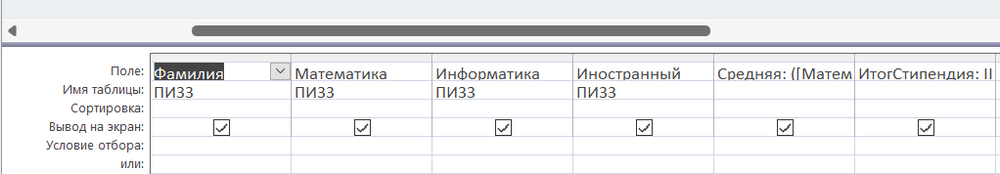 Поле: Фамилия Математика Информатика Иностранный Средняя: ([Матем ИтогСтипендия: II
Имя таблицы: ПИ33 ПИ33 ПИ33 ПИ33
Сортировка:
Вывод на экран:
Условие отбора:
или: